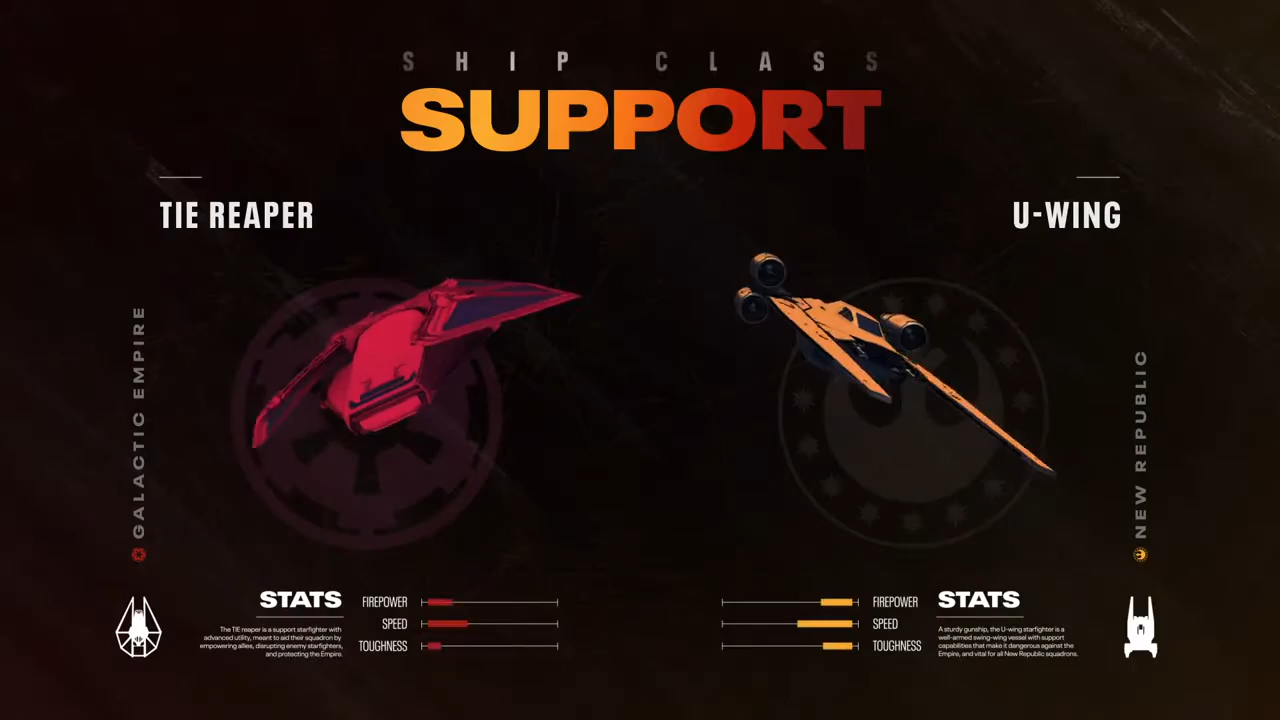 SHIP CLASS
SUPPORT
TIE REAPER
U-WING
GALACTIC EMPIRE
NEW REPUBLIC
STATS
The TIE reaper is a support starfighter with
advanced utility, meant to aid their squadron by
empowering allies, disrupting enemy starfighters,
and protecting the Empire.
FIREPOWER
SPEED
TOUGHNESS
FIREPOWER
SPEED
TOUGHNESS
STATS
A sturdy gunship, the U-wing starfighter is a
well-armed swing-wing vessel with support
capabilities that make it dangerous against the
Empire, and vital for all New Republic squadrons.